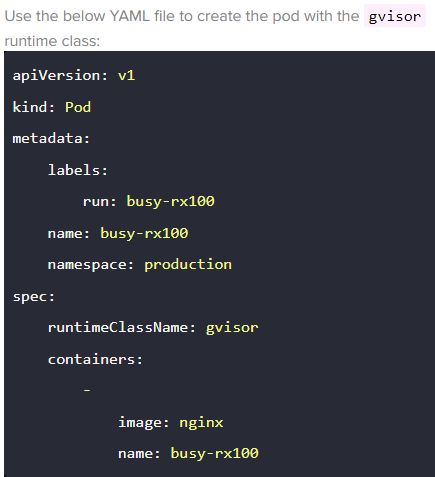 Use the below YAML file to create the pod with the gvisor
runtime class:
apiVersion: v1
kind: Pod
metadata:
    labels:
        run: busy-rx100
    name: busy-rx100
    namespace: production
spec:
    runtimeClassName: gvisor
    containers:
        -
            image: nginx
            name: busy-rx100